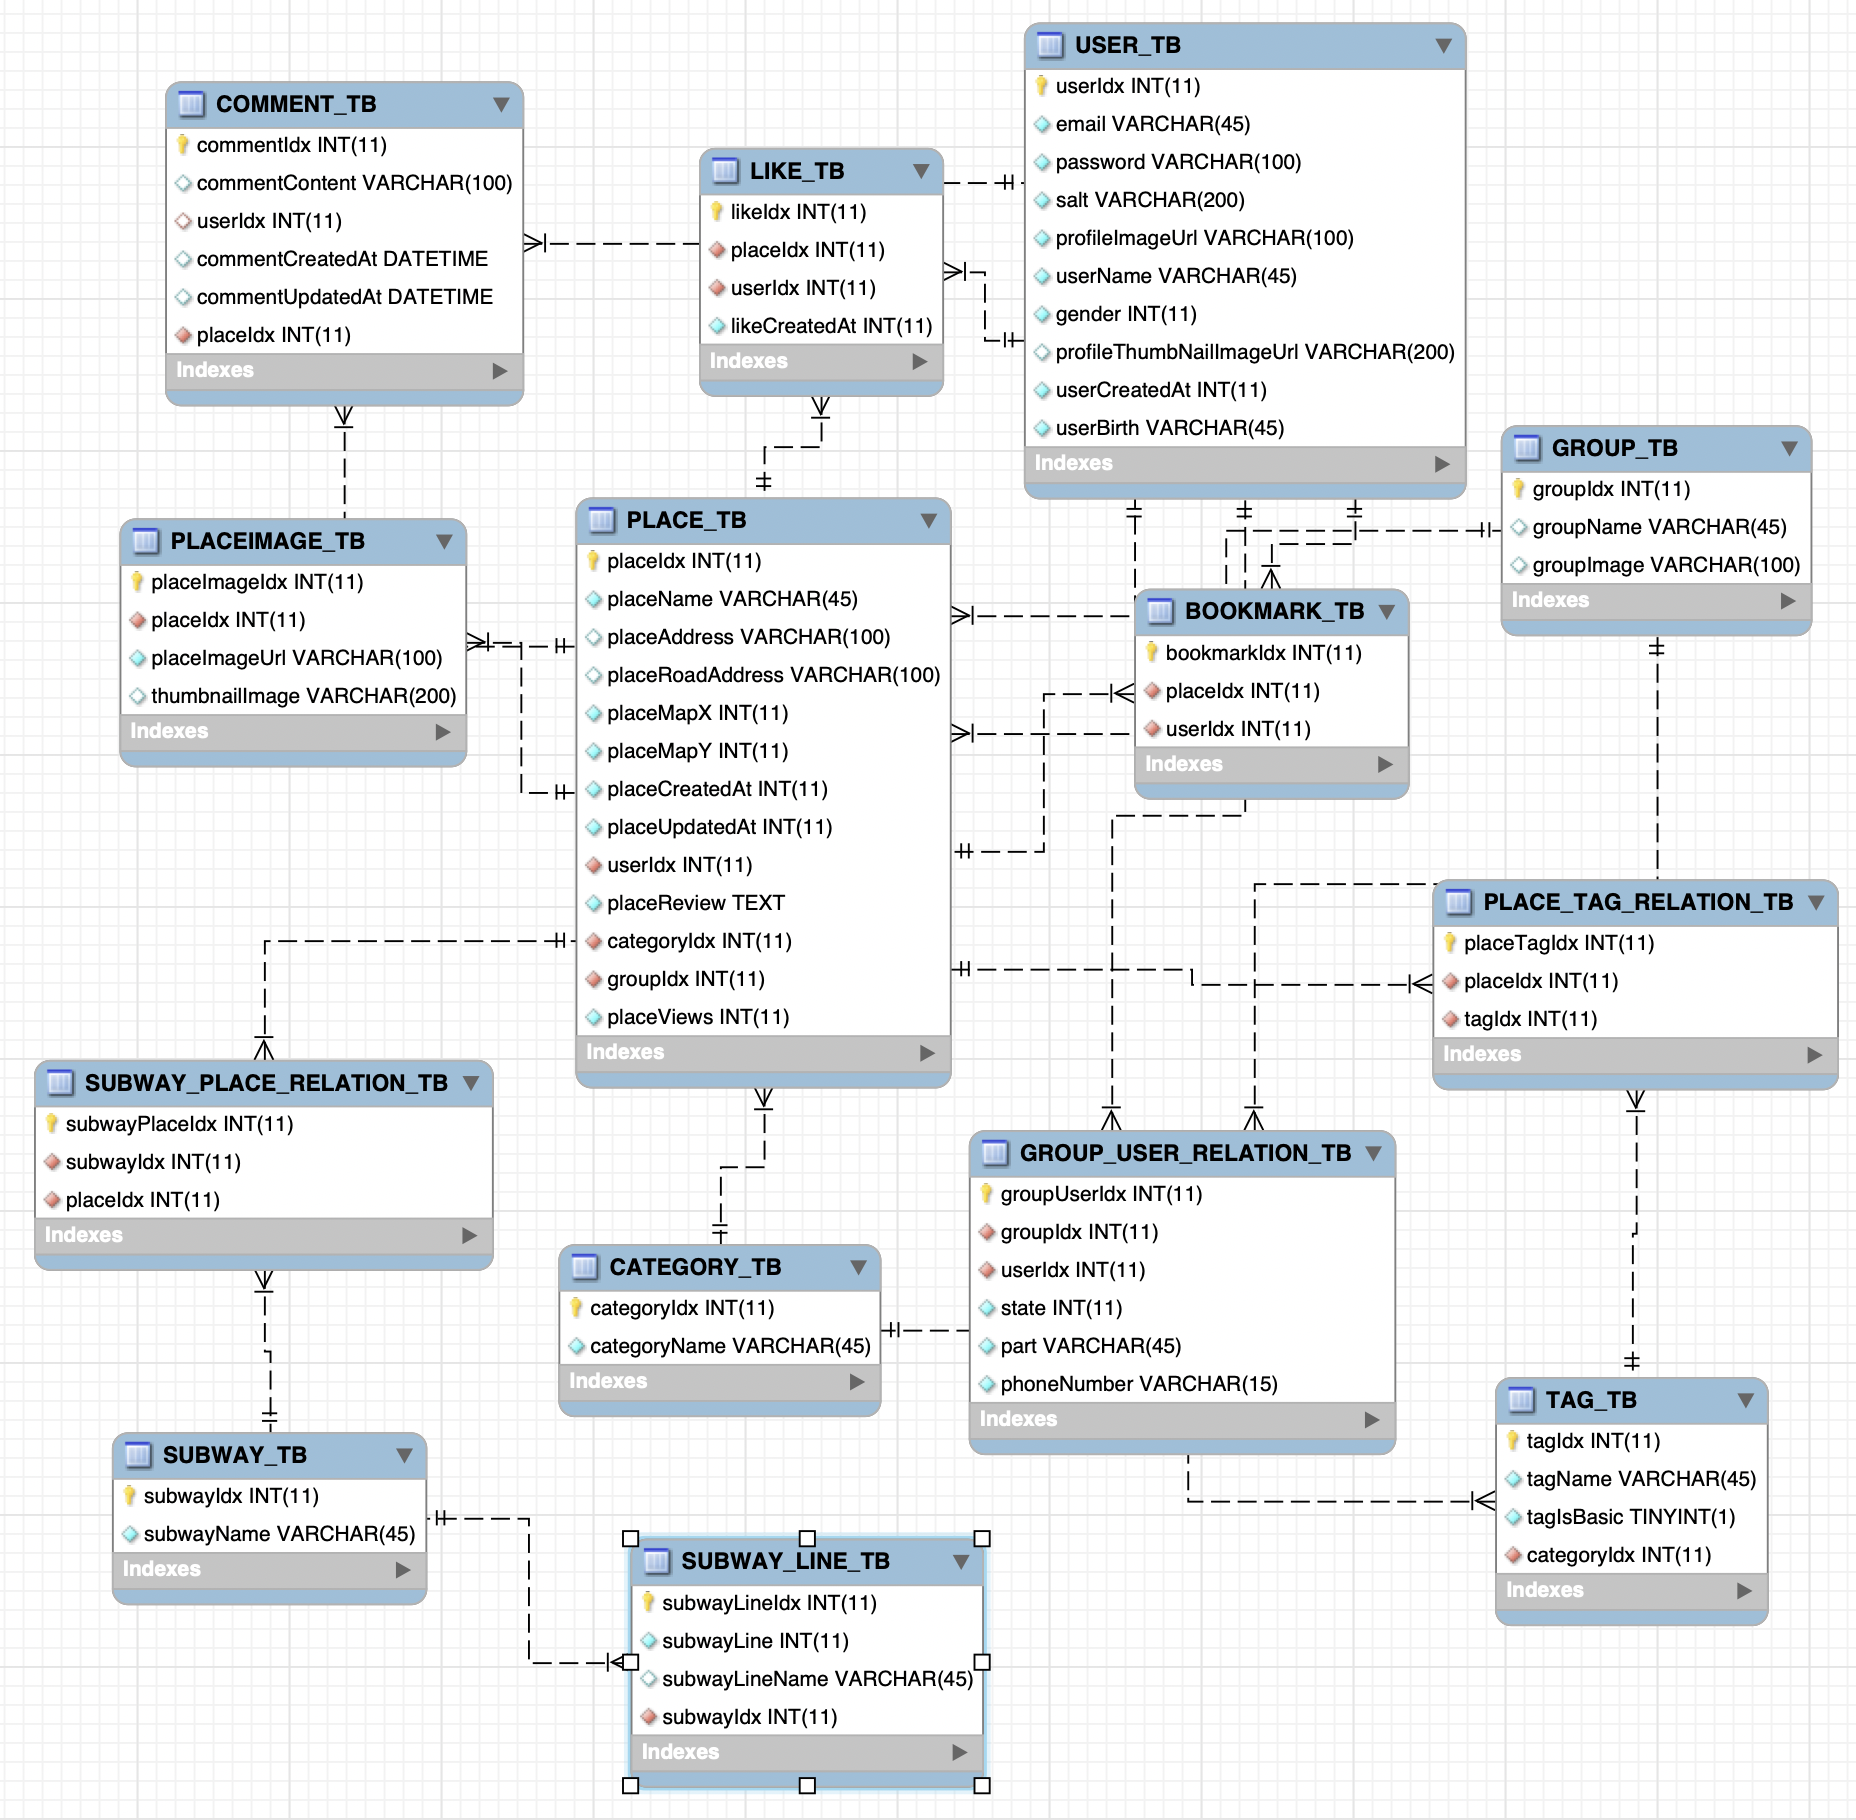 COMMENT_TB
commentIdx INT(11)
commentContent VARCHAR(100)
userIdx INT(11)
commentCreatedAt DATETIME
commentUpdatedAt DATETIME
placeIdx INT(11)
Indexes
LIKE_TB
likeIdx INT(11)
placeIdx INT(11)
userIdx INT(11)
likeCreatedAt INT(11)
Indexes
USER_TB
userIdx INT(11)
email VARCHAR(45)
password VARCHAR(100)
salt VARCHAR(200)
profileImageUrl VARCHAR(100)
userName VARCHAR(45)
gender INT(11)
profileThumbNailImageUrl VARCHAR(200)
userCreatedAt INT(11)
userBirth VARCHAR(45)
Indexes
GROUP_TB
groupIdx INT(11)
groupName VARCHAR(45)
groupImage VARCHAR(100)
Indexes
PLACEIMAGE_TB
placeImageIdx INT(11)
placeIdx INT(11)
placeImageUrl VARCHAR(100)
thumbnailImage VARCHAR(200)
Indexes
PLACE_TB
placeIdx INT(11)
placeName VARCHAR(45)
placeAddress VARCHAR(100)
placeRoadAddress VARCHAR(100)
placeMapX INT(11)
placeMapY INT(11)
placeCreatedAt INT(11)
placeUpdatedAt INT(11)
userIdx INT(11)
placeReview TEXT
categoryIdx INT(11)
groupIdx INT(11)
placeViews INT(11)
Indexes
BOOKMARK_TB
bookmarkIdx INT(11)
placeIdx INT(11)
userIdx INT(11)
Indexes
PLACE_TAG_RELATION_TB
placeTagIdx INT(11)
placeIdx INT(11)
tagIdx INT(11)
Indexes
SUBWAY_PLACE_RELATION_TB
subwayPlaceIdx INT(11)
subwayIdx INT(11)
placeIdx INT(11)
Indexes
GROUP_USER_RELATION_TB
groupUserIdx INT(11)
groupIdx INT(11)
userIdx INT(11)
state INT(11)
part VARCHAR(45)
phoneNumber VARCHAR(15)
Indexes
CATEGORY_TB
categoryIdx INT(11)
categoryName VARCHAR(45)
Indexes
TAG_TB
tagIdx INT(11)
tagName VARCHAR(45)
tagIsBasic TINYINT(1)
categoryIdx INT(11)
Indexes
SUBWAY_TB
subwayIdx INT(11)
subwayName VARCHAR(45)
Indexes
SUBWAY_LINE_TB
subwayLineIdx INT(11)
subwayLine INT(11)
subwayLineName VARCHAR(45)
subwayIdx INT(11)
Indexes